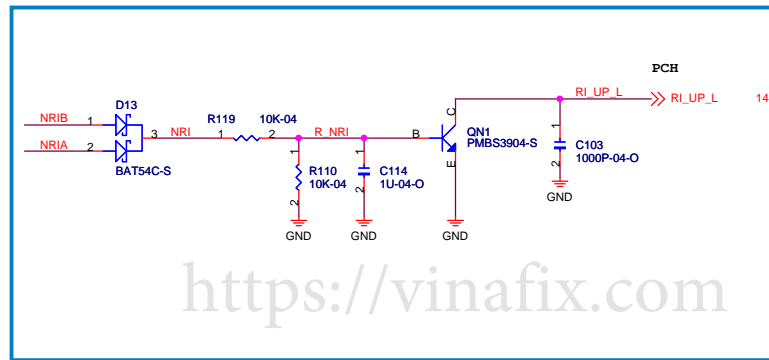 PCH
D13
NRIB 1
NRIA 2
3 NRI
BAT54C-S
R119 10K-04
1 2
R_NRI
1
R110
10K-04
2
GND
1
C114
1U-04-O
2
GND
B
C
E
QN1
PMBS3904-S
GND
RI_UP_L
RI_UP_L 14
1
C103
1000P-04-O
2
GND
https://vinafix.com